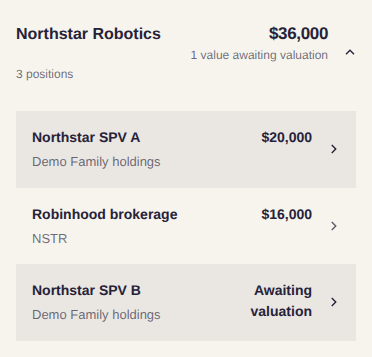 Northstar Robotics $36,000
1 value awaiting valuation
3 positions
Northstar SPV A $20,000
Demo Family holdings
Robinhood brokerage $16,000
NSTR
Northstar SPV B Awaiting
Demo Family holdings valuation